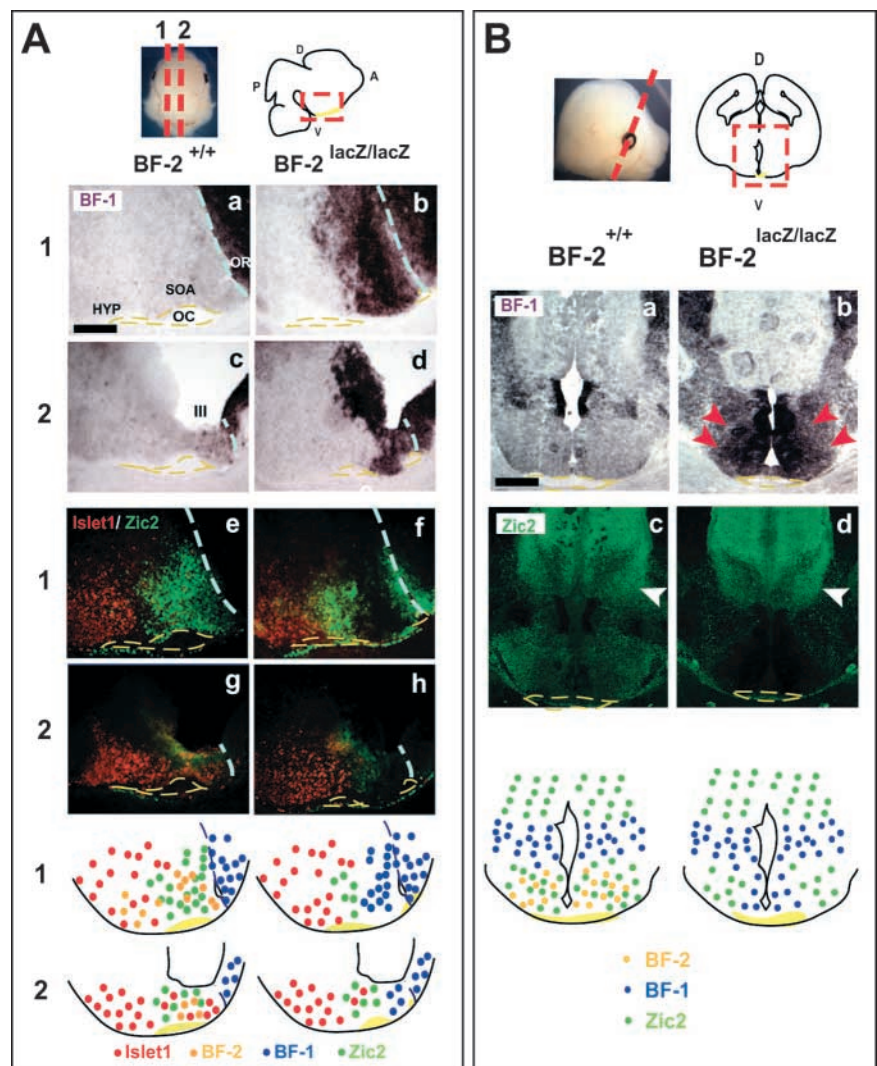 A
1 2
D
P
A
V
BF-2 +/+
BF-2 lacZ/lacZ
1
BF-1
a
b
OR
SOA
HYP
OC
2
c
d
III
1
Islet1/ Zic2
e
f
2
g
h
1
2
Islet1 BF-2 BF-1 Zic2
B
D
V
BF-2 +/+
BF-2 lacZ/lacZ
BF-1
a
b
Zic2
c
d
BF-2
BF-1
Zic2